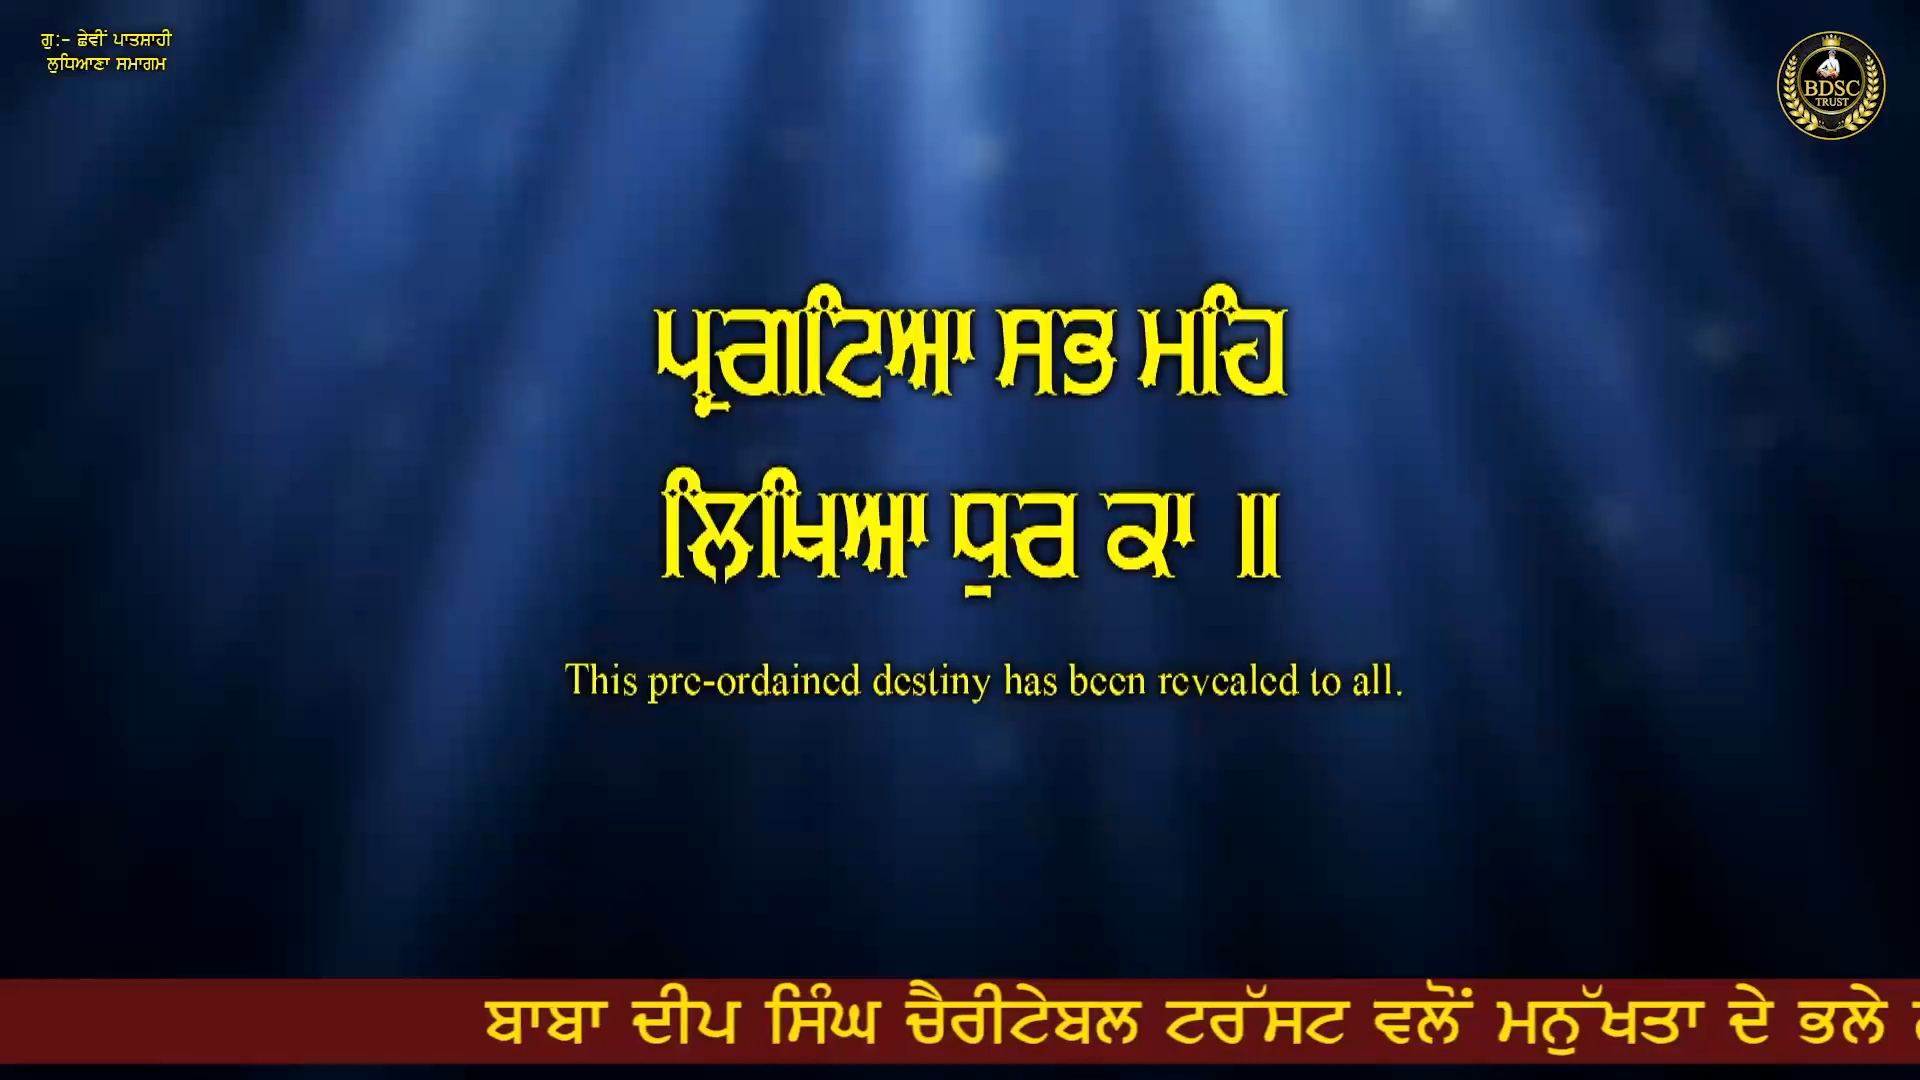 ਗੁ:- ਛੇਵੀਂ ਪਾਤਸ਼ਾਹੀ
ਲੁਧਿਆਣਾ ਸਮਾਗਮ
BDSC
TRUST
ਪ੍ਰਗਟਿਆ ਸਭ ਮਹਿ
ਲਿਖਿਆ ਧੁਰ ਕਾ ॥
This pre-ordained destiny has been revealed to all.
ਬਾਬਾ ਦੀਪ ਸਿੰਘ ਚੈਰੀਟੇਬਲ ਟਰੱਸਟ ਵਲੋਂ ਮਨੁੱਖਤਾ ਦੇ ਭਲੇ